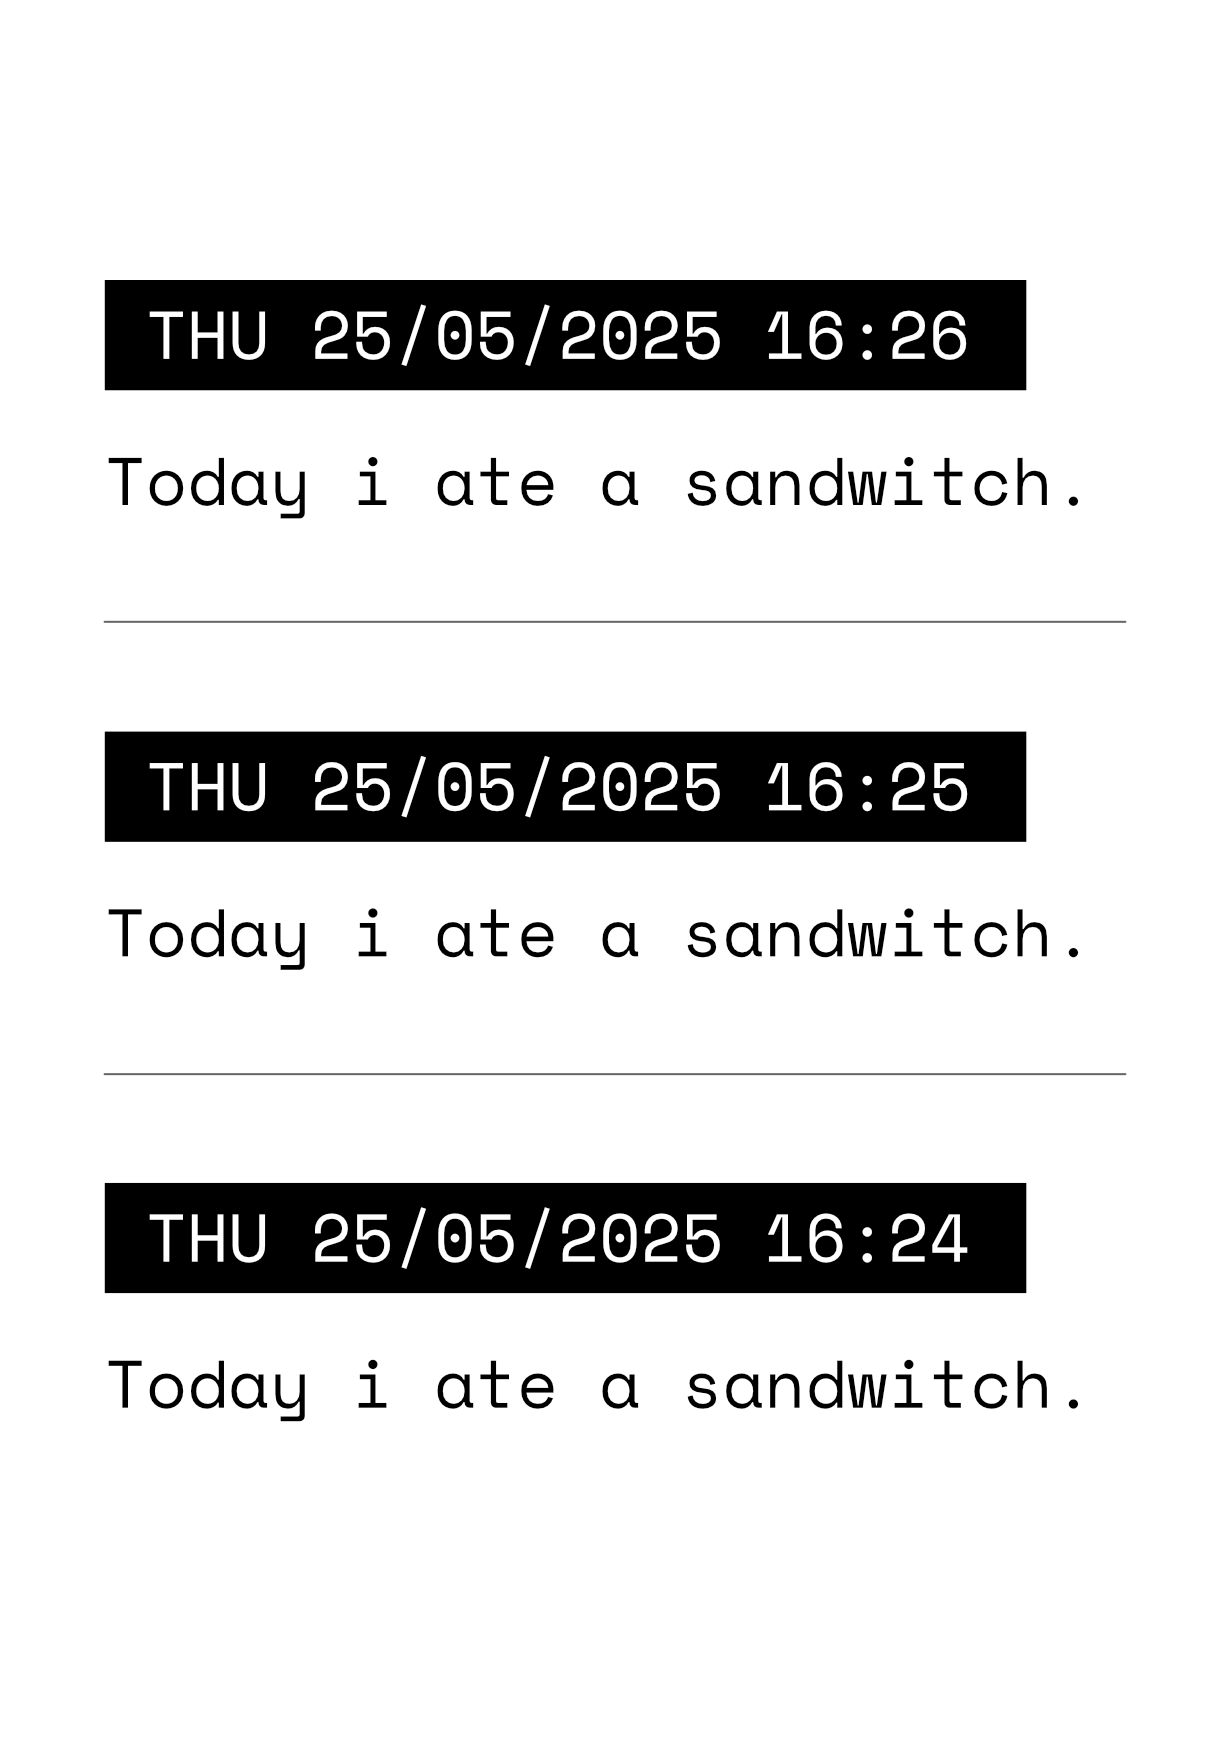 THU 25/05/2025 16:26
Today i ate a sandwitch.
THU 25/05/2025 16:25
Today i ate a sandwitch.
THU 25/05/2025 16:24
Today i ate a sandwitch.